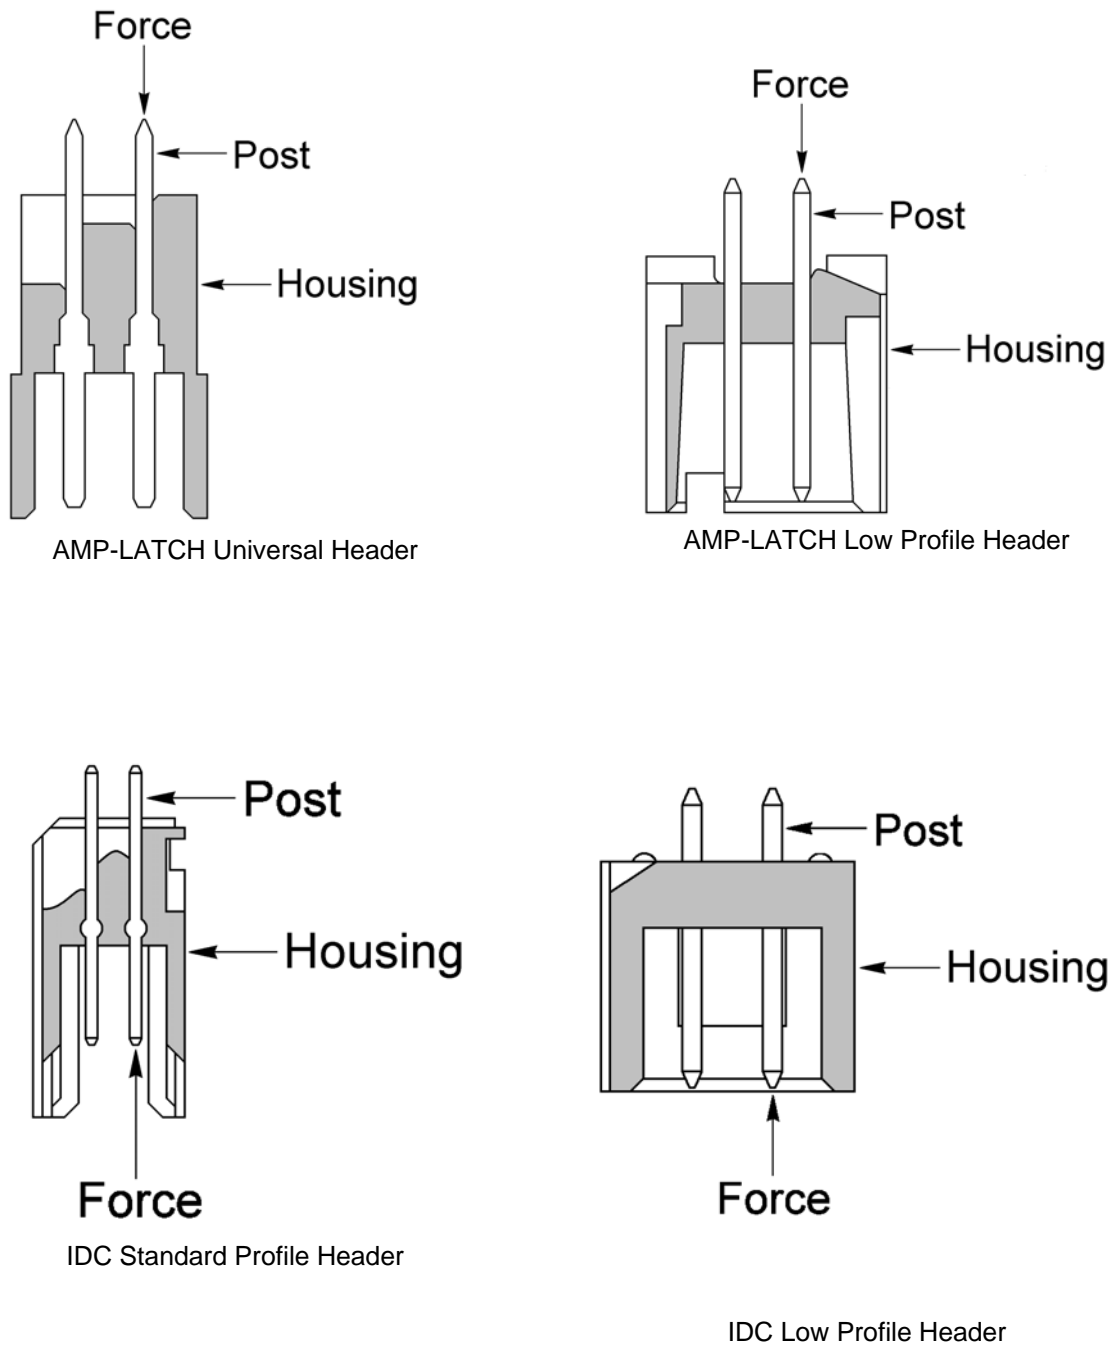 Force
Post
Housing
AMP-LATCH Universal Header
Force
Post
Housing
AMP-LATCH Low Profile Header
Post
Housing
Force
IDC Standard Profile Header
Post
Housing
Force
IDC Low Profile Header